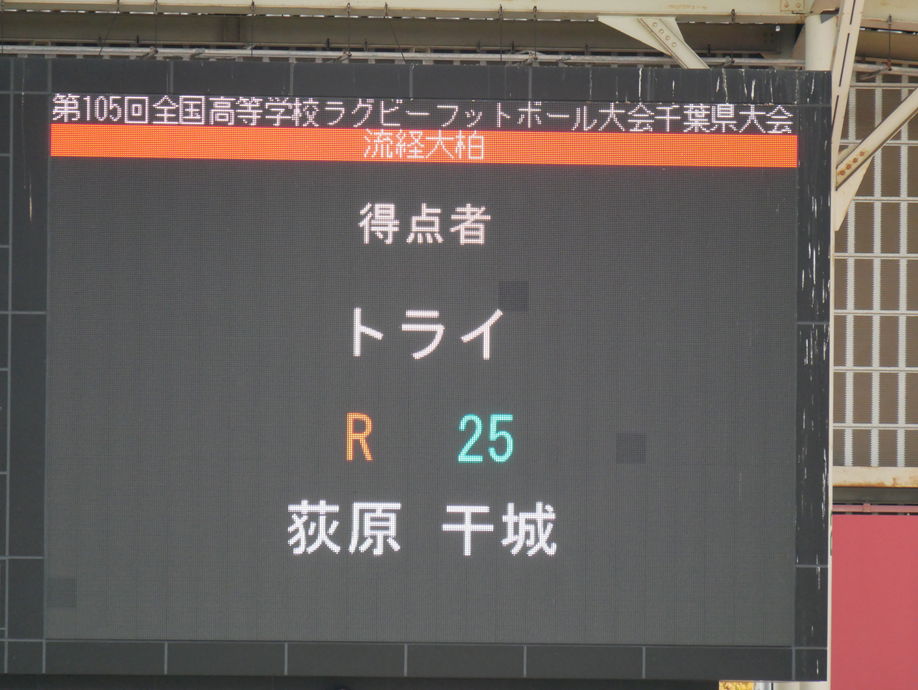 第105回全国高等学校ラグビーフットボール大会千葉県大会
流経大柏
得点者
トライ
R 25
荻原 干城